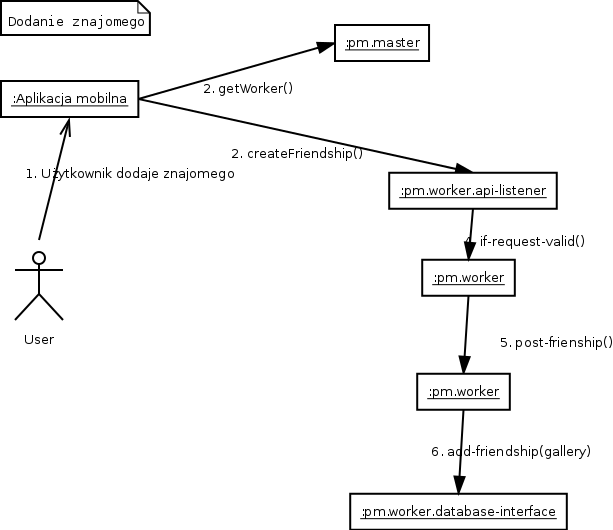 Dodanie znajomego
:pm.master
2. getWorker()
:Aplikacja mobilna
2. createFriendship()
1. Użytkownik dodaje znajomego
:pm.worker.api-listener
4. if-request-valid()
:pm.worker
User
5. post-frienship()
:pm.worker
6. add-friendship(gallery)
:pm.worker.database-interface